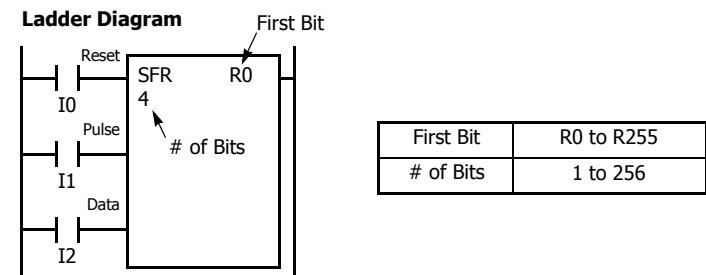 Ladder Diagram
First Bit
Reset
SFR R0
4
I0
Pulse
# of Bits
I1
Data
I2
First Bit R0 to R255
# of Bits 1 to 256